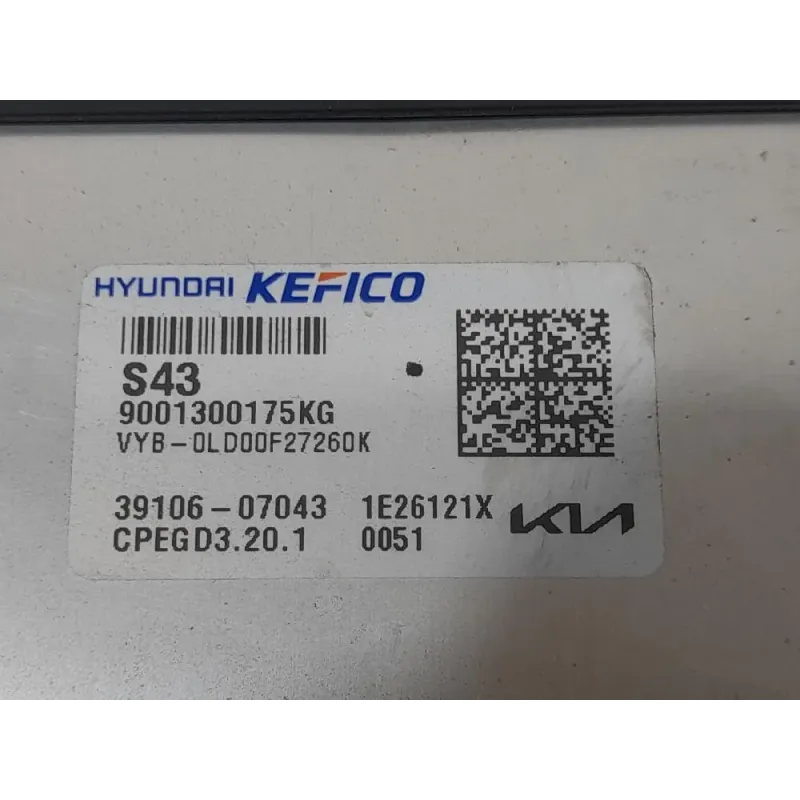 HYUNDAI KEFICO
S43
9001300175KG
VYB-0LD00F27260K
39106-07043 1E26121X KIA
CPEGD3.20.1 0051